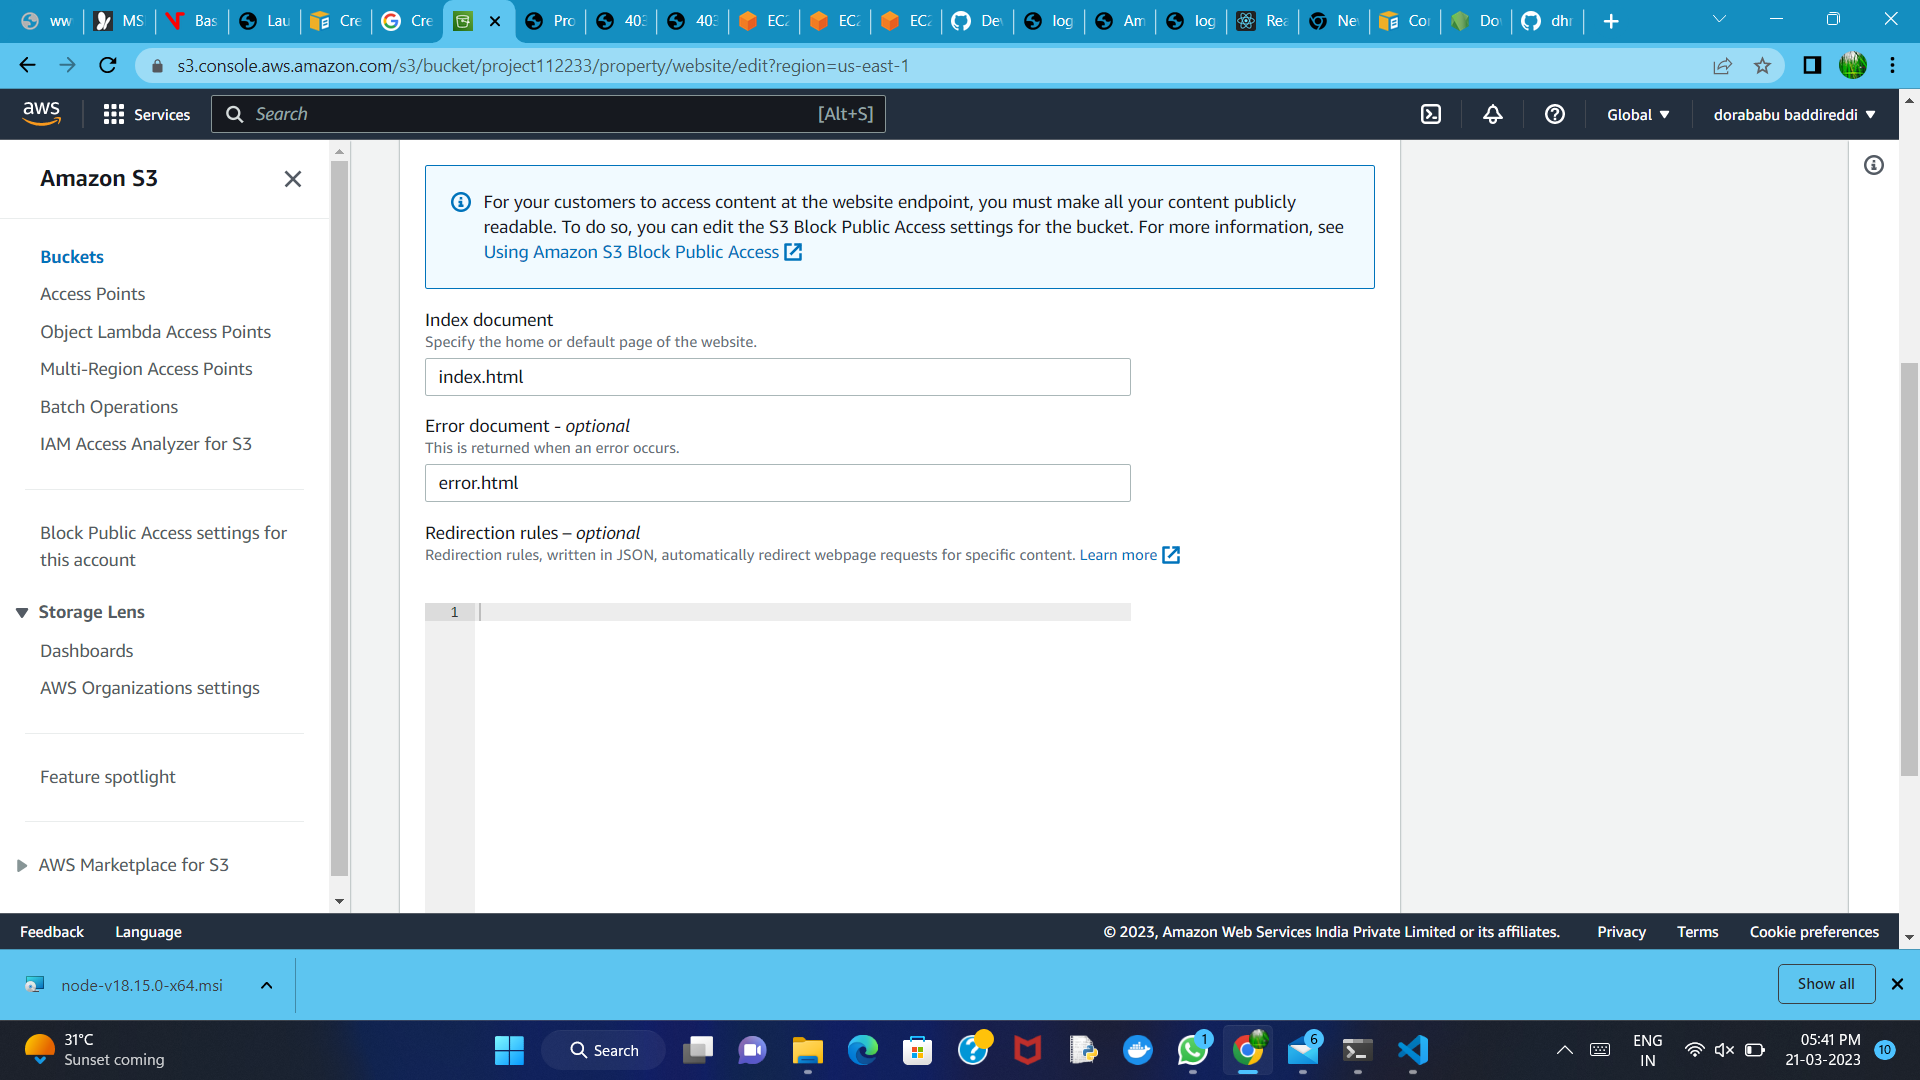 ww
MS
Bas
Lau
Cre
Cre
Pro
403
403
EC2
EC2
EC2
Dev
log
Am
log
Rea
Nev
Cor
Do
dhr
s3.console.aws.amazon.com/s3/bucket/project112233/property/website/edit?region=us-east-1
aws
Services
Search
[Alt+S]
Global
dorababu baddireddi
Amazon S3
Buckets
Access Points
Object Lambda Access Points
Multi-Region Access Points
Batch Operations
IAM Access Analyzer for S3
Block Public Access settings for
this account
Storage Lens
Dashboards
AWS Organizations settings
Feature spotlight
AWS Marketplace for S3
For your customers to access content at the website endpoint, you must make all your content publicly
readable. To do so, you can edit the S3 Block Public Access settings for the bucket. For more information, see
Using Amazon S3 Block Public Access
Index document
Specify the home or default page of the website.
index.html
Error document - optional
This is returned when an error occurs.
error.html
Redirection rules – optional
Redirection rules, written in JSON, automatically redirect webpage requests for specific content. Learn more
1
Feedback
Language
© 2023, Amazon Web Services India Private Limited or its affiliates.
Privacy
Terms
Cookie preferences
node-v18.15.0-x64.msi
Show all
31°C
Sunset coming
Search
1
6
ENG
IN
05:41 PM
21-03-2023
10